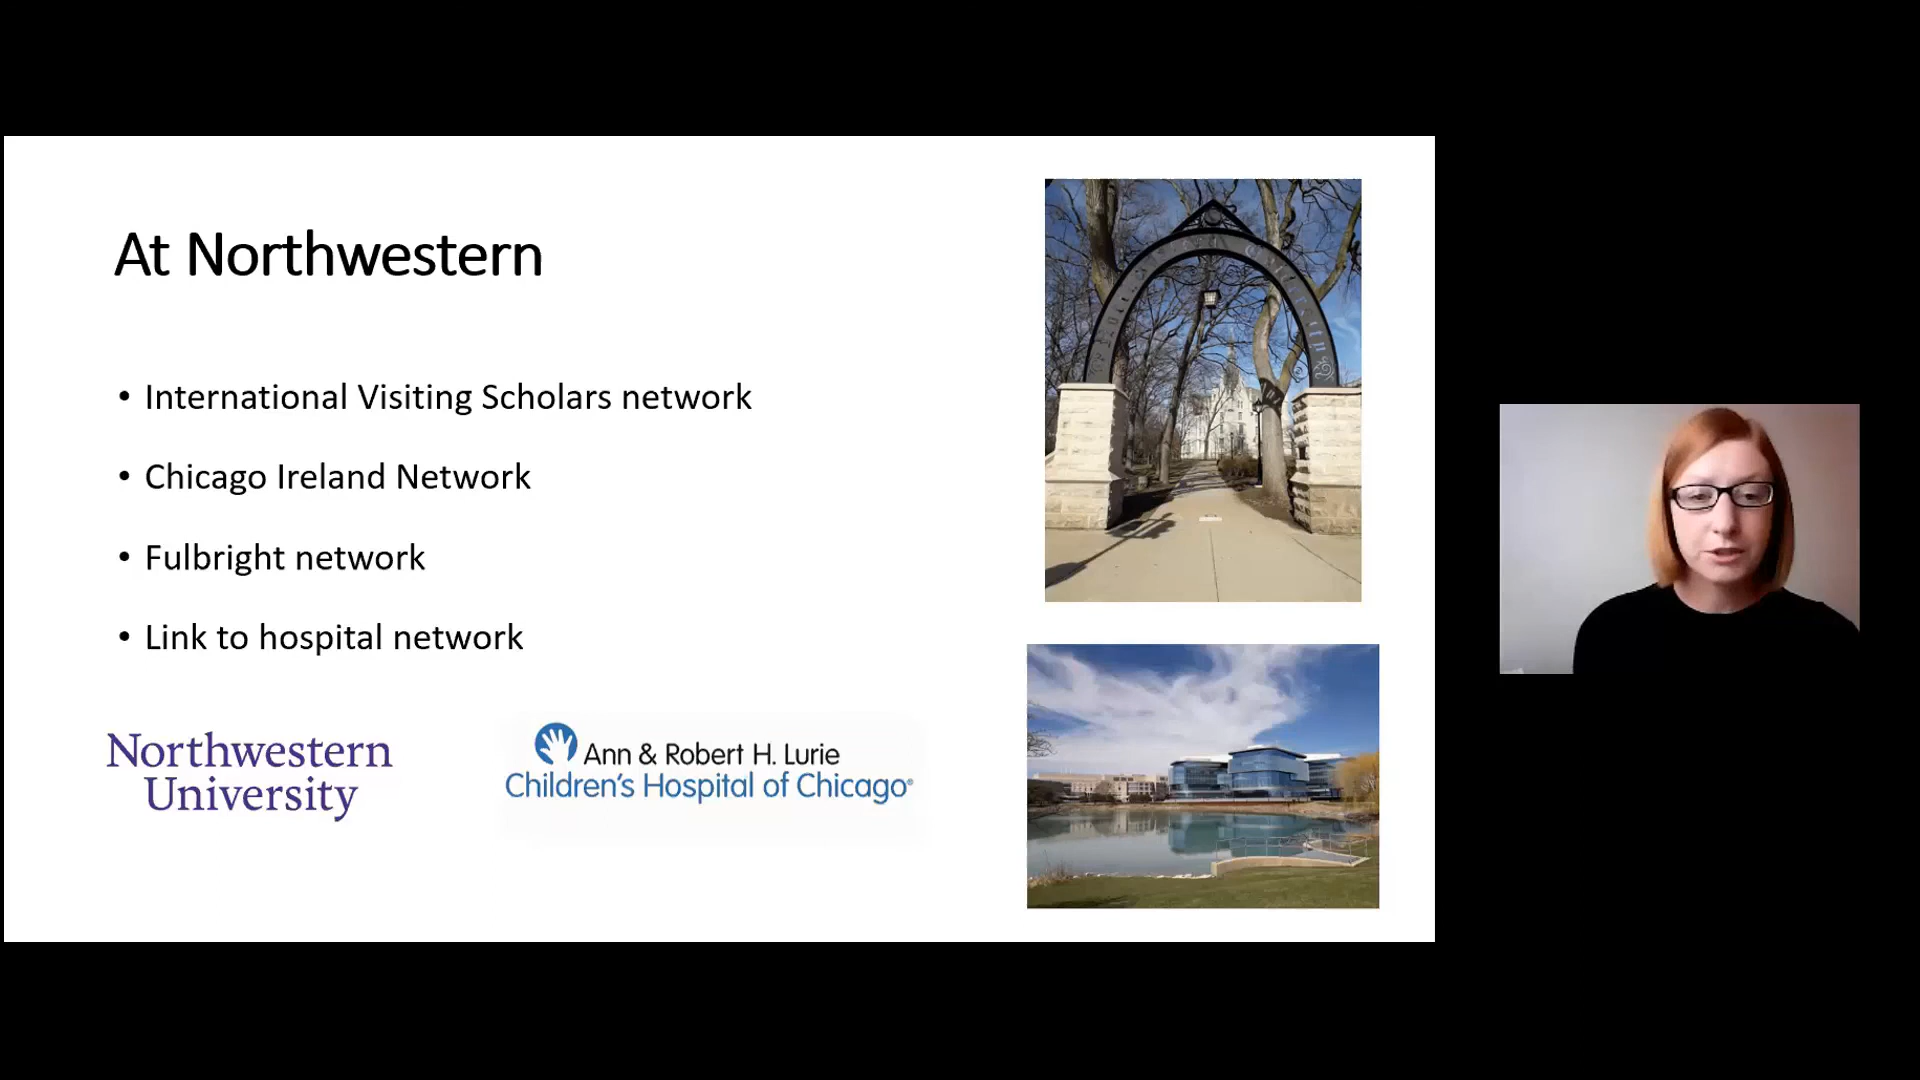 At Northwestern
• International Visiting Scholars network
• Chicago Ireland Network
• Fulbright network
• Link to hospital network
Northwestern
University
Ann & Robert H. Lurie
Children's Hospital of Chicago®